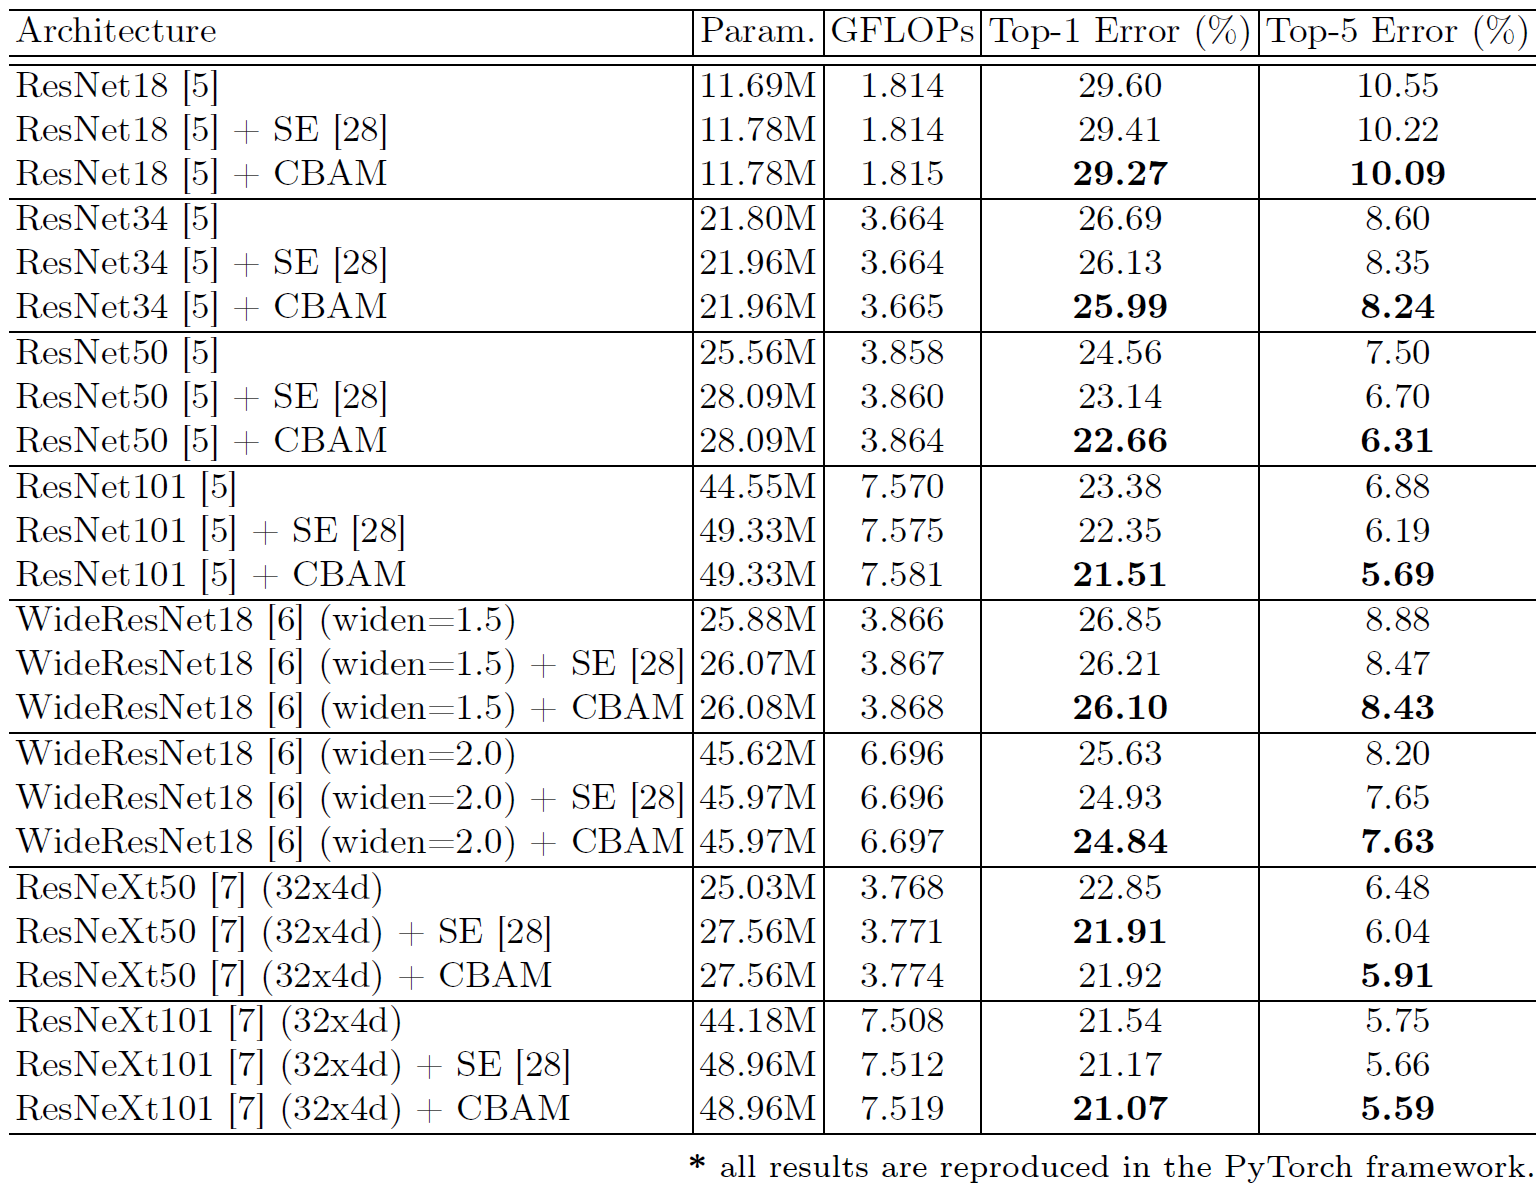 Architecture Param. GFLOPs Top-1 Error (%) Top-5 Error (%)
ResNet18 [5] 11.69M 1.814 29.60 10.55
ResNet18 [5] + SE [28] 11.78M 1.814 29.41 10.22
ResNet18 [5] + CBAM 11.78M 1.815 29.27 10.09
ResNet34 [5] 21.80M 3.664 26.69 8.60
ResNet34 [5] + SE [28] 21.96M 3.664 26.13 8.35
ResNet34 [5] + CBAM 21.96M 3.665 25.99 8.24
ResNet50 [5] 25.56M 3.858 24.56 7.50
ResNet50 [5] + SE [28] 28.09M 3.860 23.14 6.70
ResNet50 [5] + CBAM 28.09M 3.864 22.66 6.31
ResNet101 [5] 44.55M 7.570 23.38 6.88
ResNet101 [5] + SE [28] 49.33M 7.575 22.35 6.19
ResNet101 [5] + CBAM 49.33M 7.581 21.51 5.69
WideResNet18 [6] (widen=1.5) 25.88M 3.866 26.85 8.88
WideResNet18 [6] (widen=1.5) + SE [28] 26.07M 3.867 26.21 8.47
WideResNet18 [6] (widen=1.5) + CBAM 26.08M 3.868 26.10 8.43
WideResNet18 [6] (widen=2.0) 45.62M 6.696 25.63 8.20
WideResNet18 [6] (widen=2.0) + SE [28] 45.97M 6.696 24.93 7.65
WideResNet18 [6] (widen=2.0) + CBAM 45.97M 6.697 24.84 7.63
ResNeXt50 [7] (32x4d) 25.03M 3.768 22.85 6.48
ResNeXt50 [7] (32x4d) + SE [28] 27.56M 3.771 21.91 6.04
ResNeXt50 [7] (32x4d) + CBAM 27.56M 3.774 21.92 5.91
ResNeXt101 [7] (32x4d) 44.18M 7.508 21.54 5.75
ResNeXt101 [7] (32x4d) + SE [28] 48.96M 7.512 21.17 5.66
ResNeXt101 [7] (32x4d) + CBAM 48.96M 7.519 21.07 5.59
* all results are reproduced in the PyTorch framework.